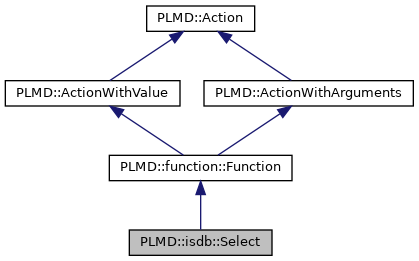 PLMD::Action
PLMD::ActionWithValue
PLMD::ActionWithArguments
PLMD::function::Function
PLMD::isdb::Select